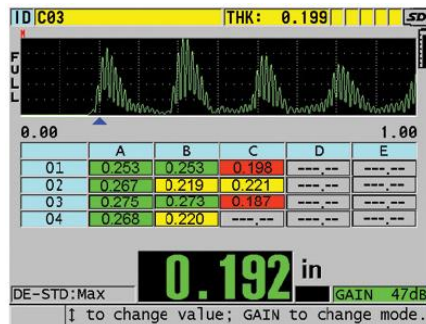 ID C03 THK: 0.199 SD
FULL
0.00 1.00
A B C D E
01 0.253 0.253 0.198 ---.-- ---.--
02 0.267 0.219 0.221 ---.-- ---.--
03 0.275 0.273 0.187 ---.-- ---.--
04 0.268 0.220 ---.-- ---.-- ---.--
0.192 in
DE-STD:Max GAIN 47dB
↕ to change value; GAIN to change mode.